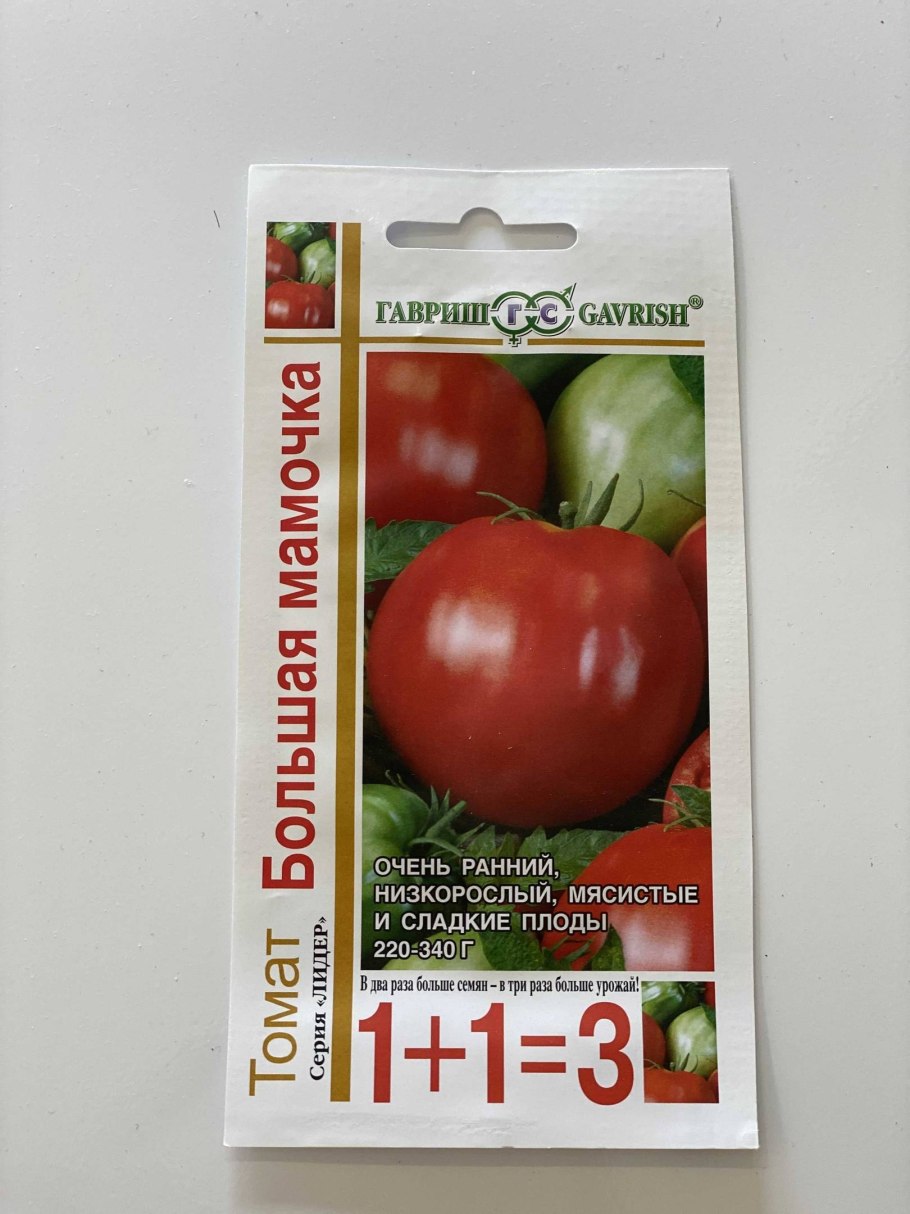 ГАВРИШ ГС GAVRISH®
Томат Большая мамочка
Серия «ЛИДЕР»
ОЧЕНЬ РАННИЙ,
НИЗКОРОСЛЫЙ, МЯСИСТЫЕ
И СЛАДКИЕ ПЛОДЫ
220-340 Г
В два раза больше семян – в три раза больше урожай!
1+1=3